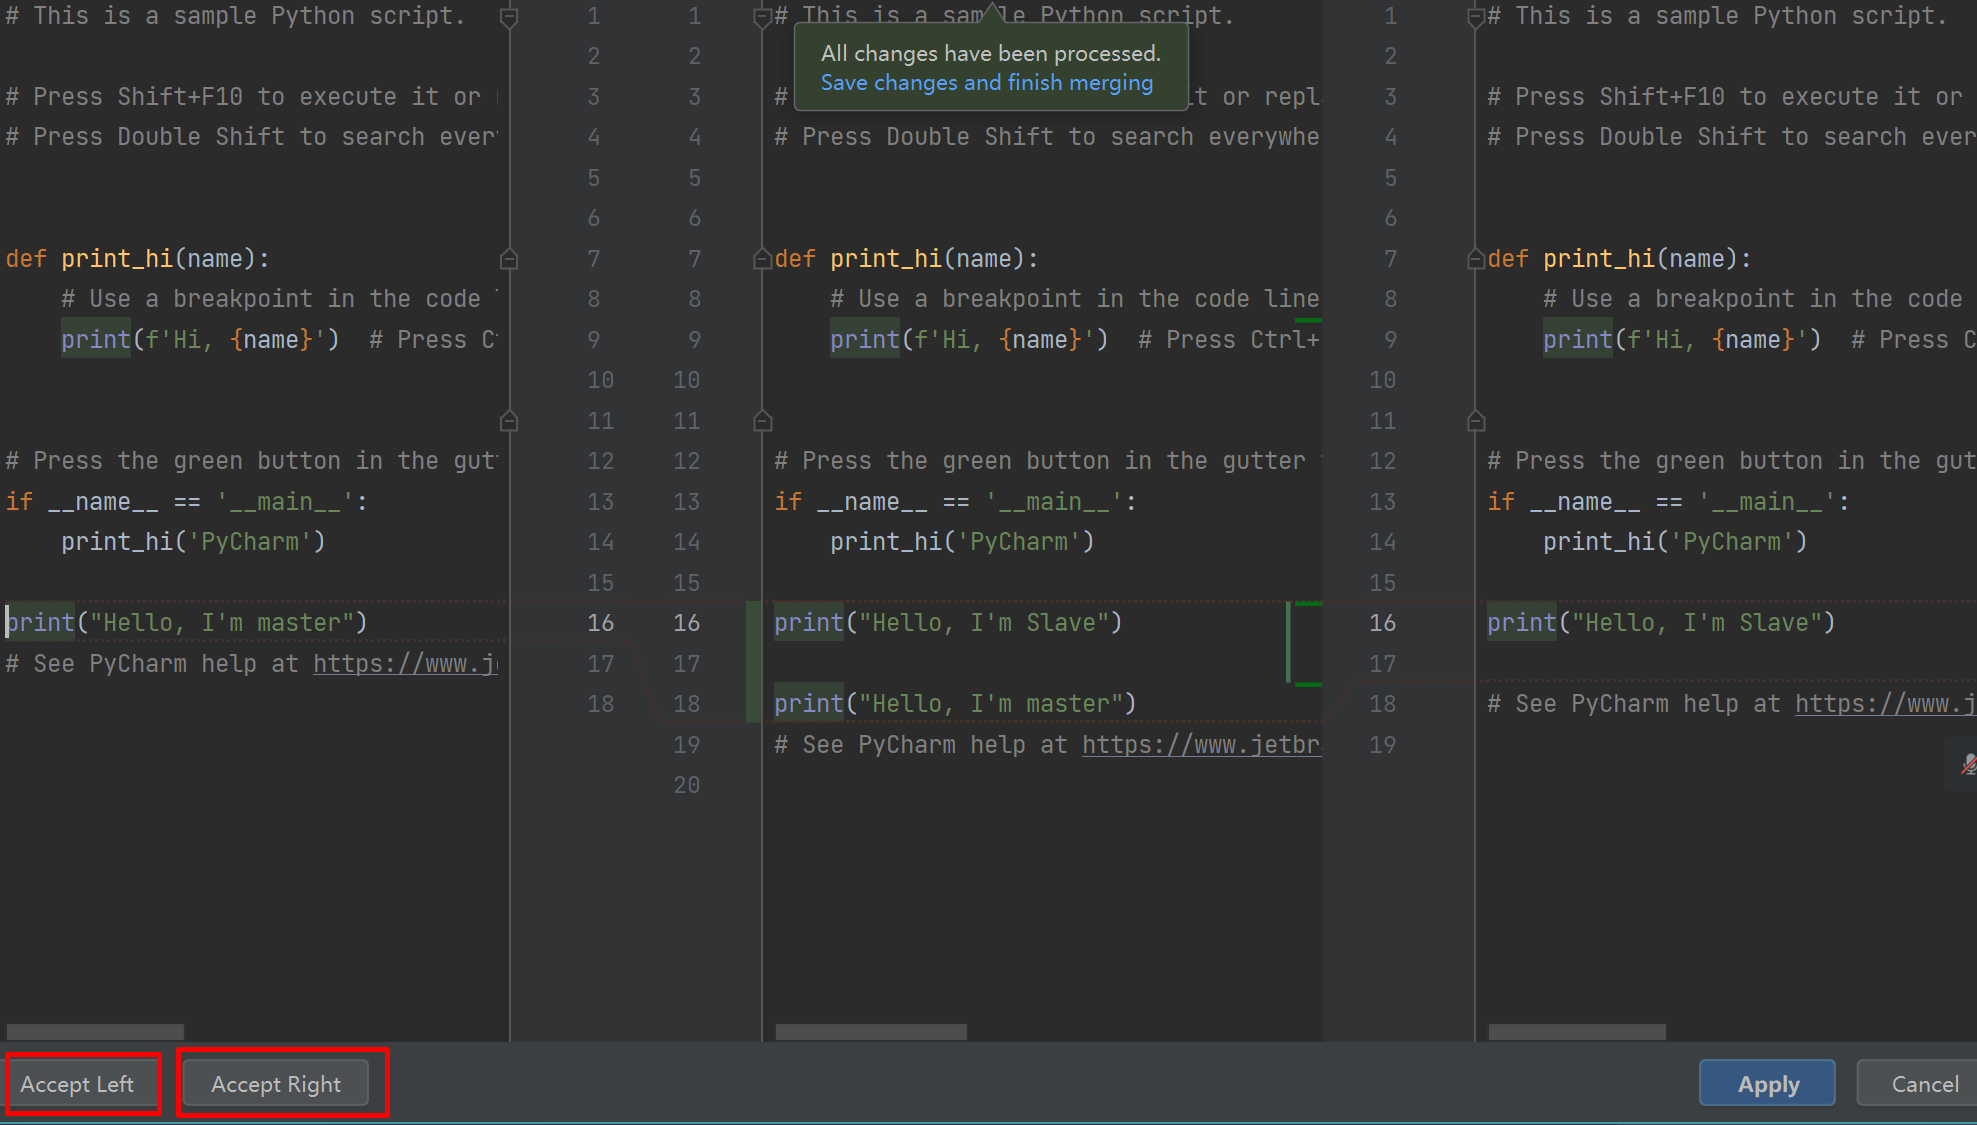 # This is a sample Python script.
# Press Shift+F10 to execute it or
# Press Double Shift to search ever
def print_hi(name):
# Use a breakpoint in the code
print(f'Hi, {name}')  # Press C
# Press the green button in the gut
if __name__ == '__main__':
print_hi('PyCharm')
print("Hello, I'm master")
# See PyCharm help at https://www.j
1 1
2 2
3 3
4 4
5 5
6 6
7 7
8 8
9 9
10 10
11 11
12 12
13 13
14 14
15 15
16 16
17 17
18 18
19
20
# This is a sample Python script.
All changes have been processed.
Save changes and finish merging
# it or repl
# Press Double Shift to search everywhe
def print_hi(name):
# Use a breakpoint in the code line
print(f'Hi, {name}')  # Press Ctrl+
# Press the green button in the gutter
if __name__ == '__main__':
print_hi('PyCharm')
print("Hello, I'm Slave")
print("Hello, I'm master")
# See PyCharm help at https://www.jetbr
1
2
3
4
5
6
7
8
9
10
11
12
13
14
15
16
17
18
19
# This is a sample Python script.
# Press Shift+F10 to execute it or
# Press Double Shift to search ever
def print_hi(name):
# Use a breakpoint in the code
print(f'Hi, {name}')  # Press C
# Press the green button in the gut
if __name__ == '__main__':
print_hi('PyCharm')
print("Hello, I'm Slave")
# See PyCharm help at https://www.j
Accept Left
Accept Right
Apply
Cancel